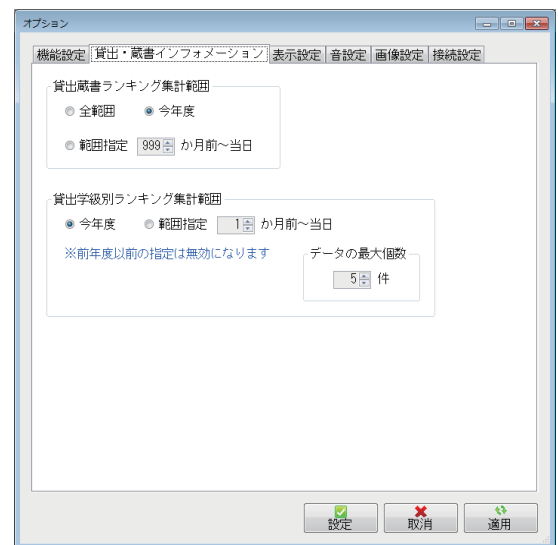 オプション
機能設定 貸出・蔵書インフォメーション 表示設定 音設定 画像設定 接続設定
貸出蔵書ランキング集計範囲
全範囲 今年度
範囲指定 999 か月前～当日
貸出学級別ランキング集計範囲
今年度 範囲指定 1 か月前～当日
※前年度以前の指定は無効になります
データの最大個数
5 件
設定 取消 適用